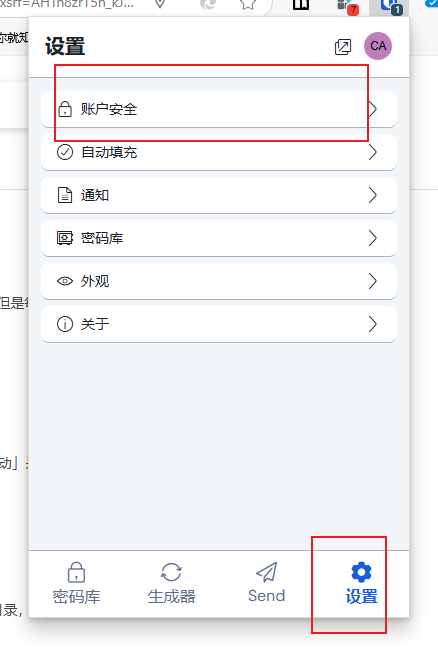 xsrf=AHTn8zrT5n_kJ...
7
1
你就知
设置
CA
账户安全
自动填充
通知
密码库
外观
关于
但是
动」
目录，
密码库
生成器
Send
设置